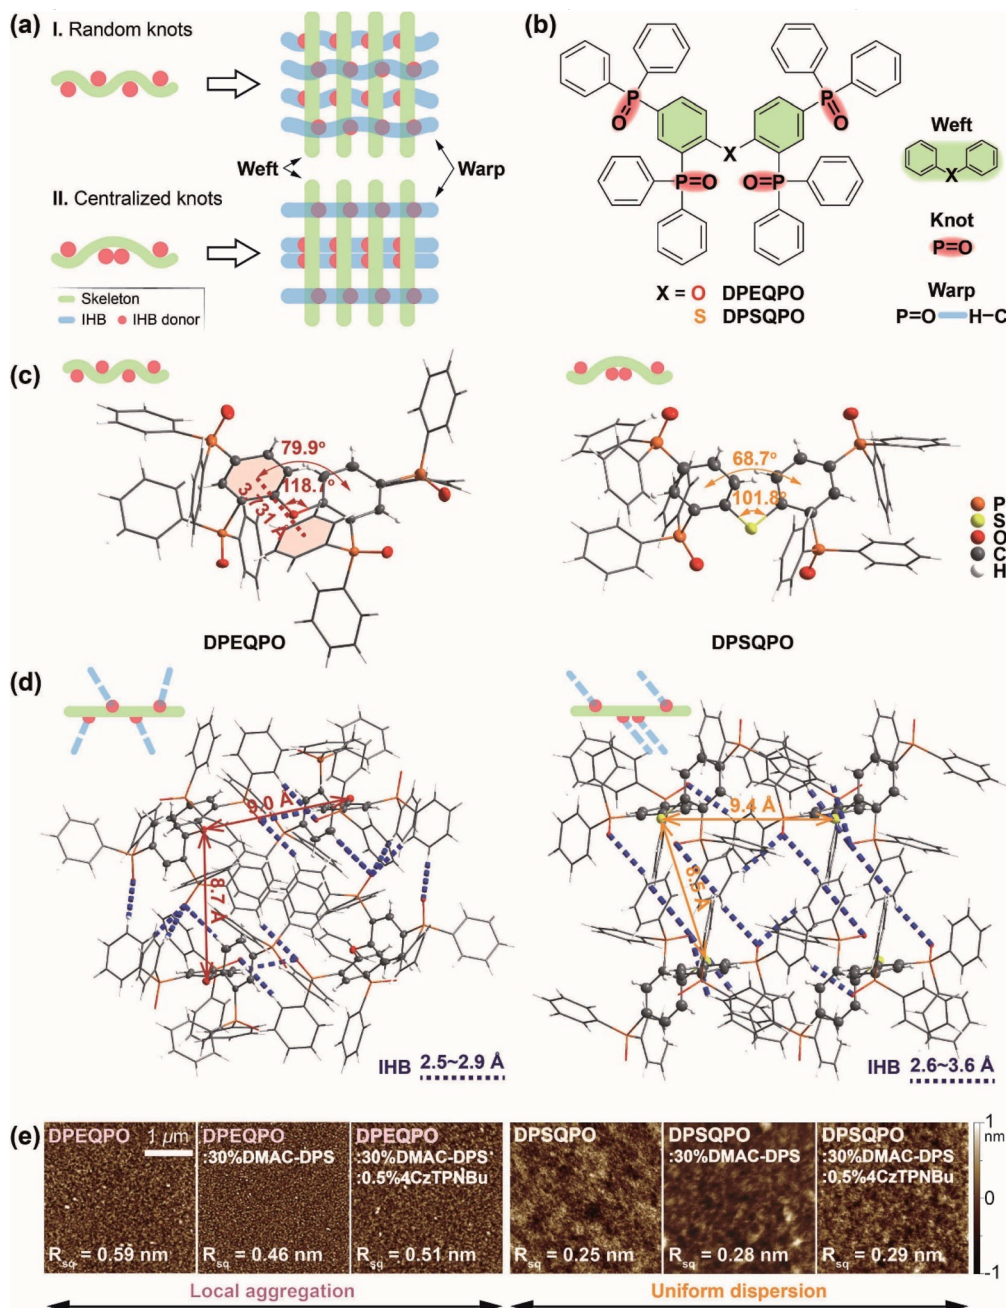 (a)
I. Random knots
Weft
Warp
II. Centralized knots
Skeleton
IHB
IHB donor
(b)
P
O
P
O
X
P=O
O=P
X = O DPEQPO
S DPSQPO
Weft
X
Knot
P=O
Warp
P=O H-C
(c)
79.9°
118.7°
3.731 Å
DPEQPO
68.7°
101.8°
DPSQPO
P
S
O
C
H
(d)
9.0 Å
8.7 Å
IHB 2.5~2.9 Å
9.4 Å
8.5 Å
IHB 2.6~3.6 Å
(e)
DPEQPO
1 µm
Rsq = 0.59 nm
DPEQPO
:30%DMAC-DPS
Rsq = 0.46 nm
DPEQPO
:30%DMAC-DPS
:0.5%4CzTPNBu
Rsq = 0.51 nm
DPSQPO
Rsq = 0.25 nm
DPSQPO
:30%DMAC-DPS
Rsq = 0.28 nm
DPSQPO
:30%DMAC-DPS
:0.5%4CzTPNBu
Rsq = 0.29 nm
1
nm
0
-1
Local aggregation
Uniform dispersion